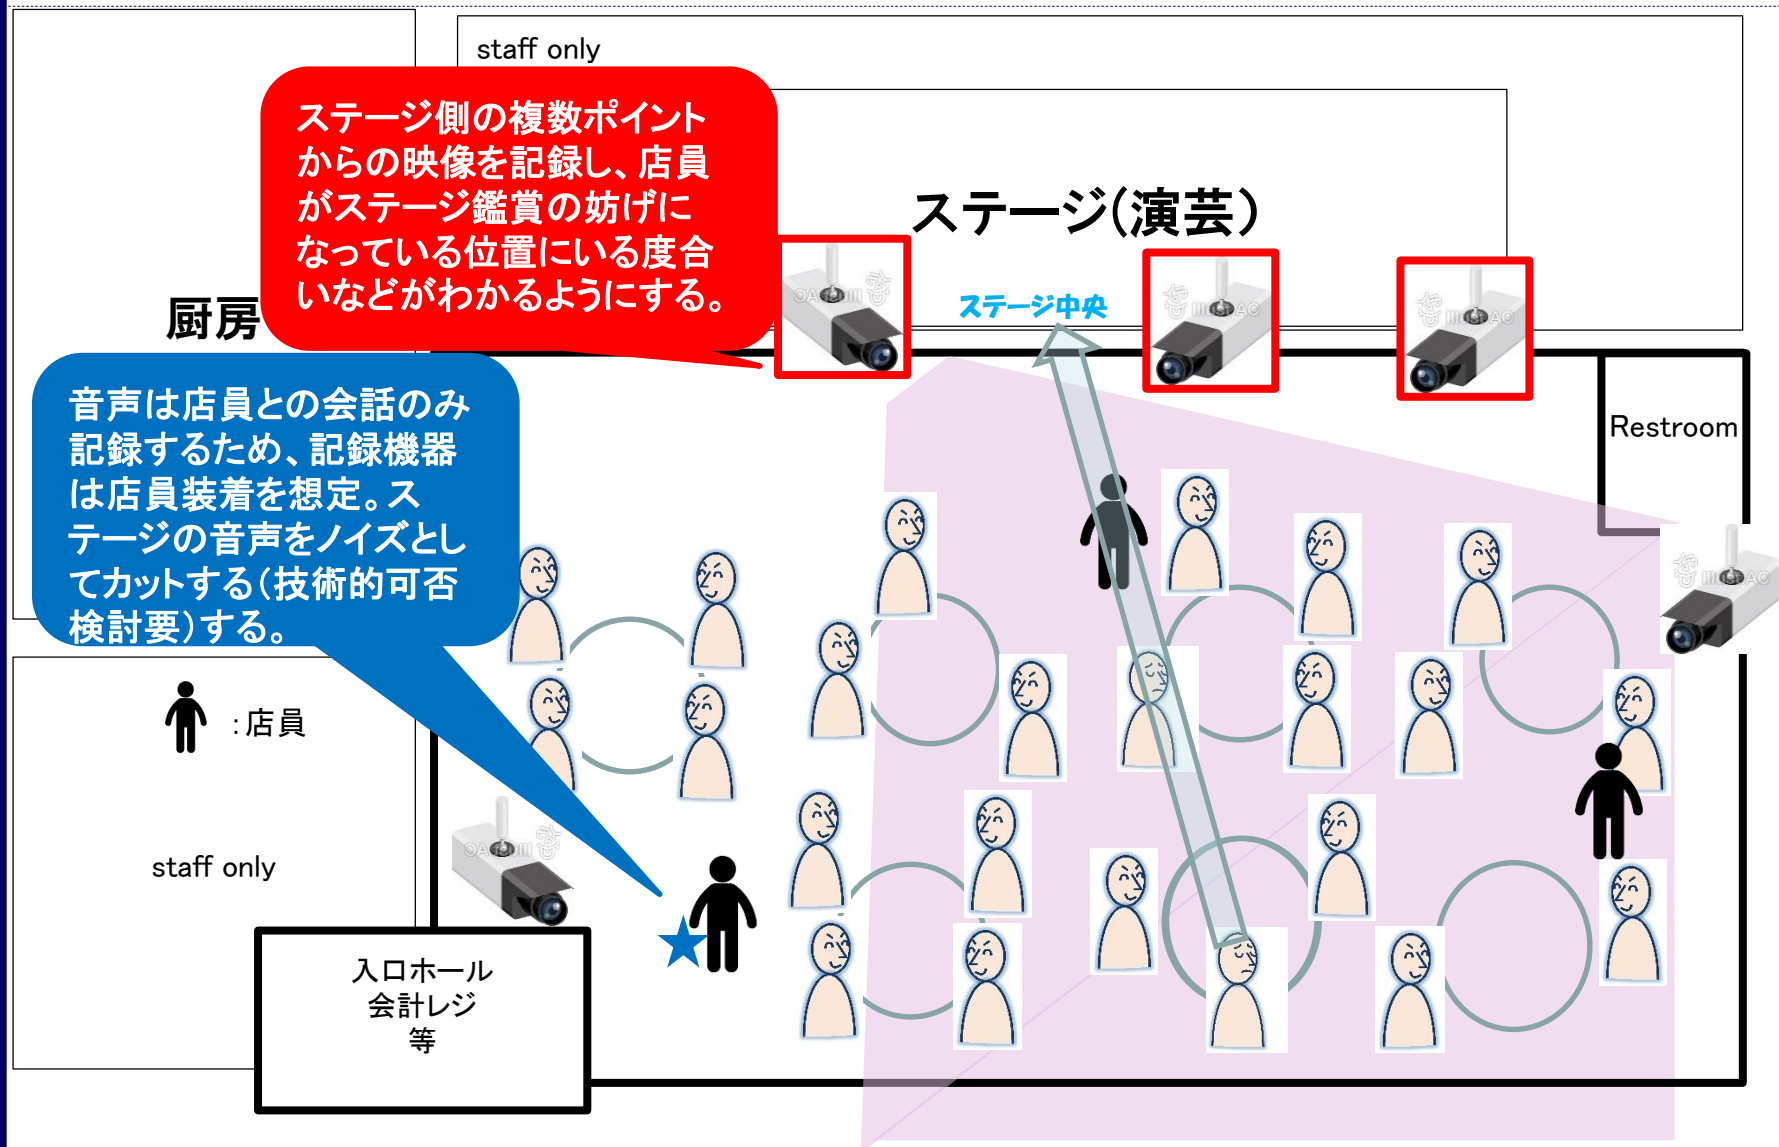 staff only
ステージ側の複数ポイント
からの映像を記録し、店員
がステージ鑑賞の妨げに
なっている位置にいる度合
いなどがわかるようにする。
ステージ(演芸)
ステージ中央
厨房
音声は店員との会話のみ
記録するため、記録機器
は店員装着を想定。ス
テージの音声をノイズとし
てカットする(技術的可否
検討要)する。
Restroom
:店員
staff only
入口ホール
会計レジ
等